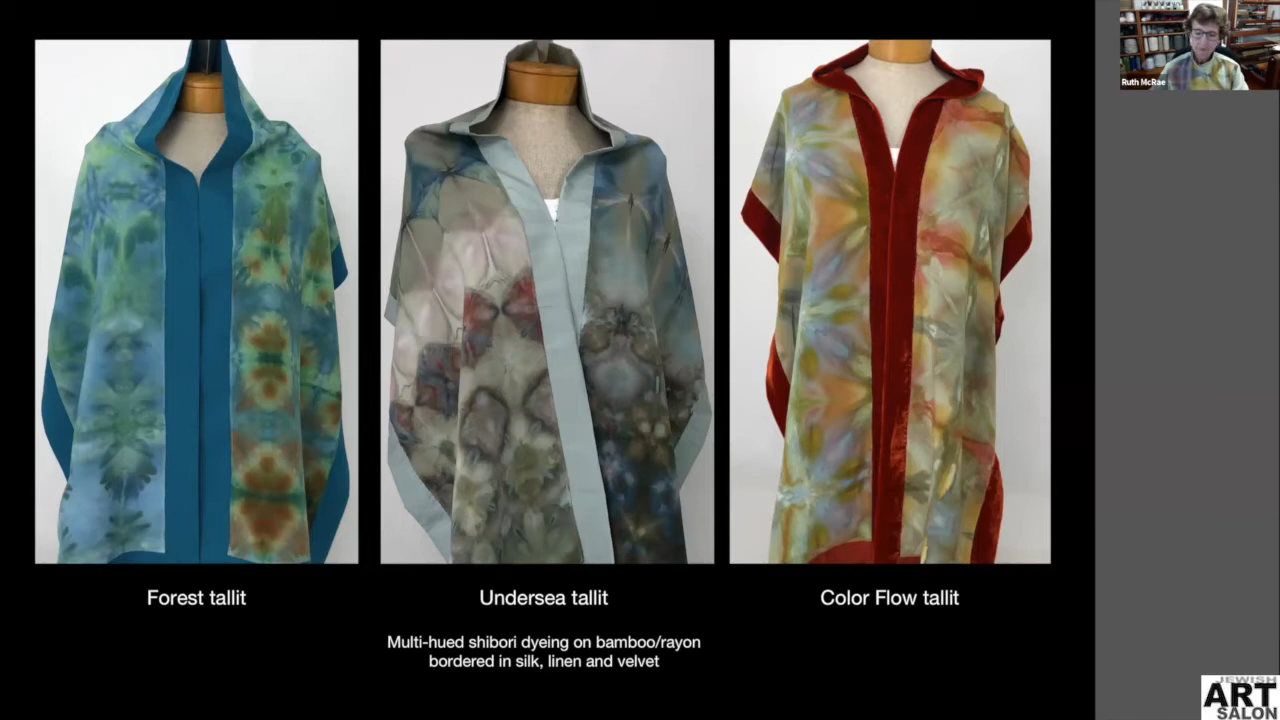 Ruth McRae
Forest tallit
Undersea tallit
Color Flow tallit
Multi-hued shibori dyeing on bamboo/rayon
bordered in silk, linen and velvet
JEWISH
ART
SALON